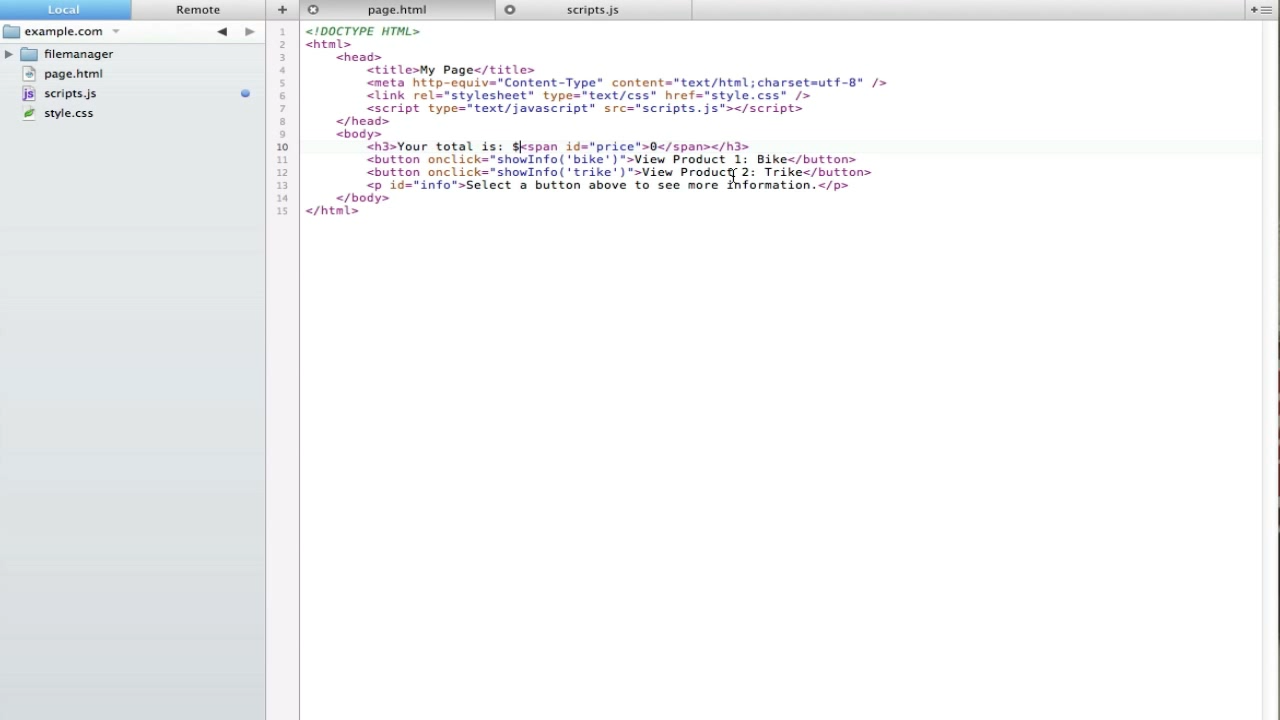 Local Remote
example.com
filemanager
page.html
scripts.js
style.css
page.html scripts.js
1 <!DOCTYPE HTML>
2 <html>
3 <head>
4 <title>My Page</title>
5 <meta http-equiv="Content-Type" content="text/html;charset=utf-8" />
6 <link rel="stylesheet" type="text/css" href="style.css" />
7 <script type="text/javascript" src="scripts.js"></script>
8 </head>
9 <body>
10 <h3>Your total is: $<span id="price">0</span></h3>
11 <button onclick="showInfo('bike')">View Product 1: Bike</button>
12 <button onclick="showInfo('trike')">View Product 2: Trike</button>
13 <p id="info">Select a button above to see more information.</p>
14 </body>
15 </html>